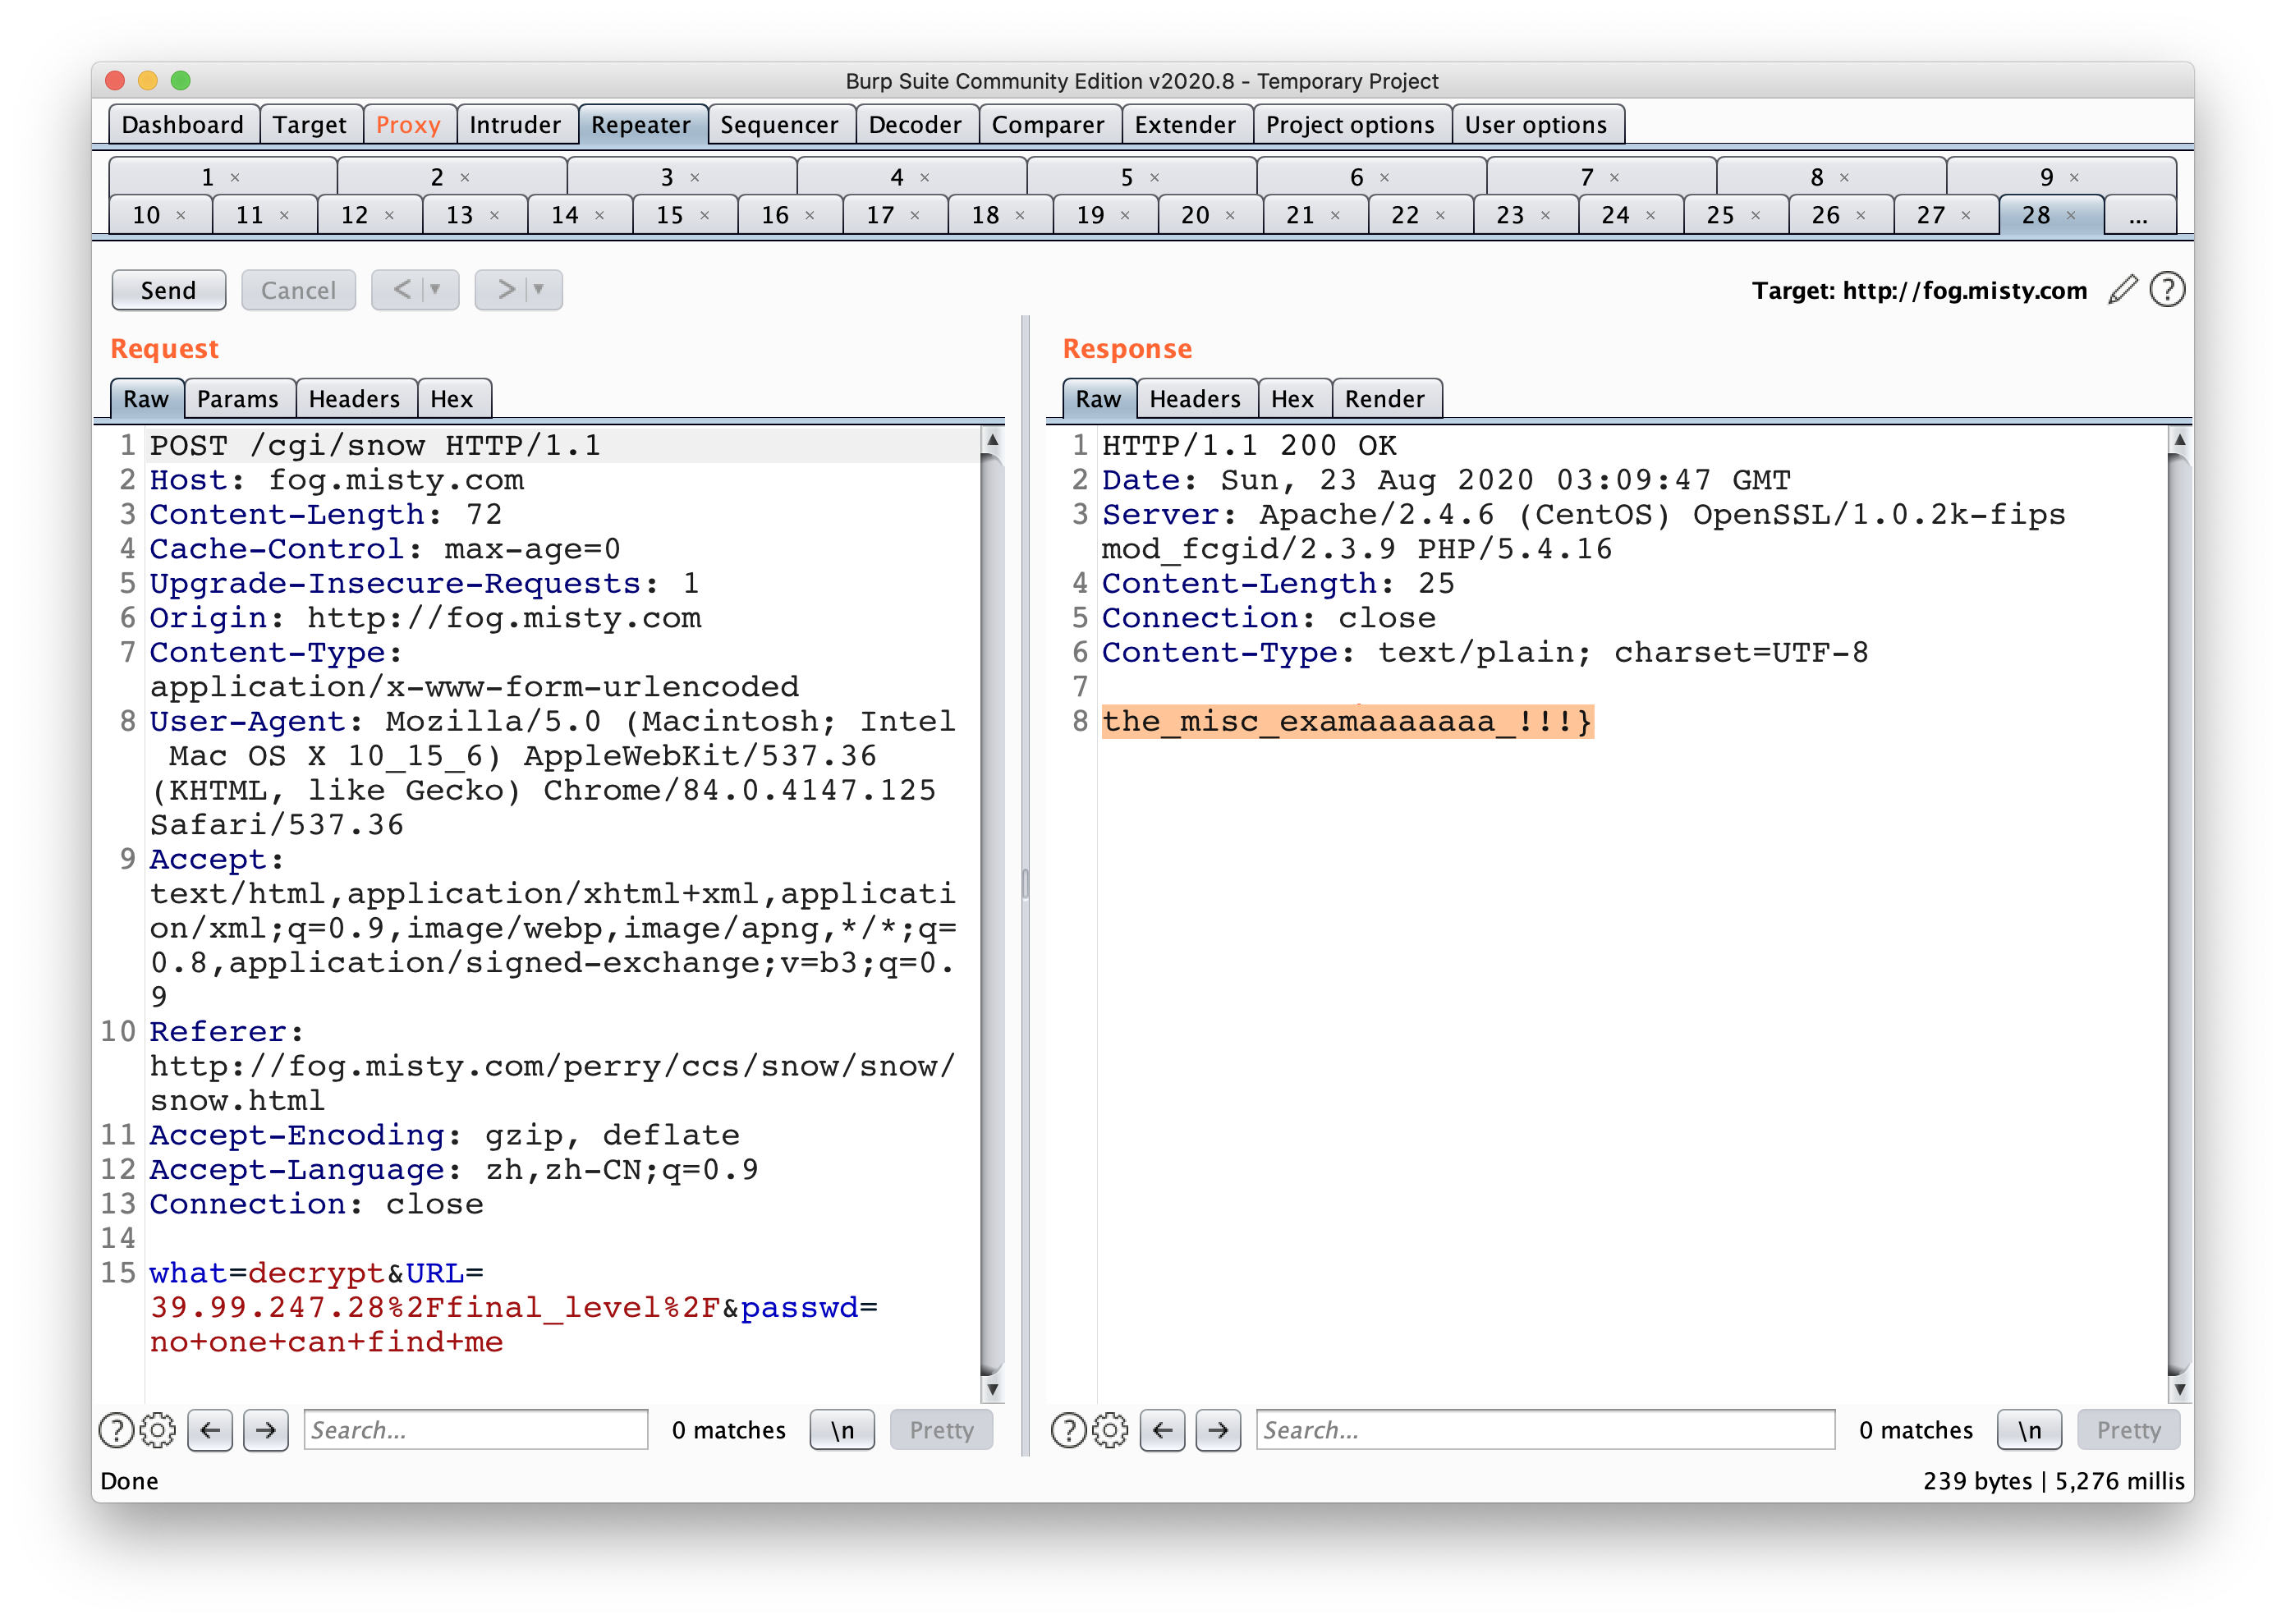 Burp Suite Community Edition v2020.8 - Temporary Project
Dashboard Target Proxy Intruder Repeater Sequencer Decoder Comparer Extender Project options User options
1 × 2 × 3 × 4 × 5 × 6 × 7 × 8 × 9 ×
10 × 11 × 12 × 13 × 14 × 15 × 16 × 17 × 18 × 19 × 20 × 21 × 22 × 23 × 24 × 25 × 26 × 27 × 28 × ...
Send Cancel < > Target: http://fog.misty.com ?
Request
Raw Params Headers Hex
1 POST /cgi/snow HTTP/1.1
2 Host: fog.misty.com
3 Content-Length: 72
4 Cache-Control: max-age=0
5 Upgrade-Insecure-Requests: 1
6 Origin: http://fog.misty.com
7 Content-Type:
application/x-www-form-urlencoded
8 User-Agent: Mozilla/5.0 (Macintosh; Intel
Mac OS X 10_15_6) AppleWebKit/537.36
(KHTML, like Gecko) Chrome/84.0.4147.125
Safari/537.36
9 Accept:
text/html,application/xhtml+xml,applicati
on/xml;q=0.9,image/webp,image/apng,*/*;q=
0.8,application/signed-exchange;v=b3;q=0.
9
10 Referer:
http://fog.misty.com/perry/ccs/snow/snow/
snow.html
11 Accept-Encoding: gzip, deflate
12 Accept-Language: zh,zh-CN;q=0.9
13 Connection: close
14
15 what=decrypt&URL=
39.99.247.28%2Ffinal_level%2F&passwd=
no+one+can+find+me
? ← → Search... 0 matches \n Pretty
Response
Raw Headers Hex Render
1 HTTP/1.1 200 OK
2 Date: Sun, 23 Aug 2020 03:09:47 GMT
3 Server: Apache/2.4.6 (CentOS) OpenSSL/1.0.2k-fips
mod_fcgid/2.3.9 PHP/5.4.16
4 Content-Length: 25
5 Connection: close
6 Content-Type: text/plain; charset=UTF-8
7
8 the_misc_examaaaaaaa_!!!}
? ← → Search... 0 matches \n Pretty
Done 239 bytes | 5,276 millis